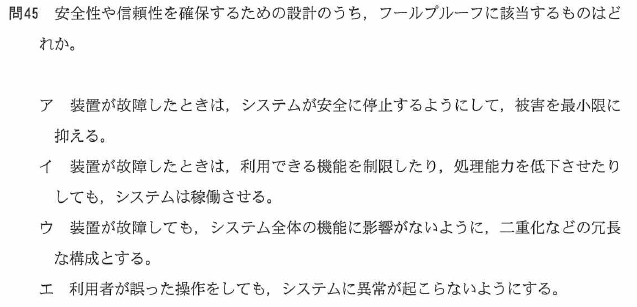 問45 安全性や信頼性を確保するための設計のうち，フールプルーフに該当するものはど
れか。
ア 装置が故障したときは，システムが安全に停止するようにして，被害を最小限に
抑える。
イ 装置が故障したときは，利用できる機能を制限したり，処理能力を低下させたり
しても，システムは稼働させる。
ウ 装置が故障しても，システム全体の機能に影響がないように，二重化などの冗長
な構成とする。
エ 利用者が誤った操作をしても，システムに異常が起こらないようにする。